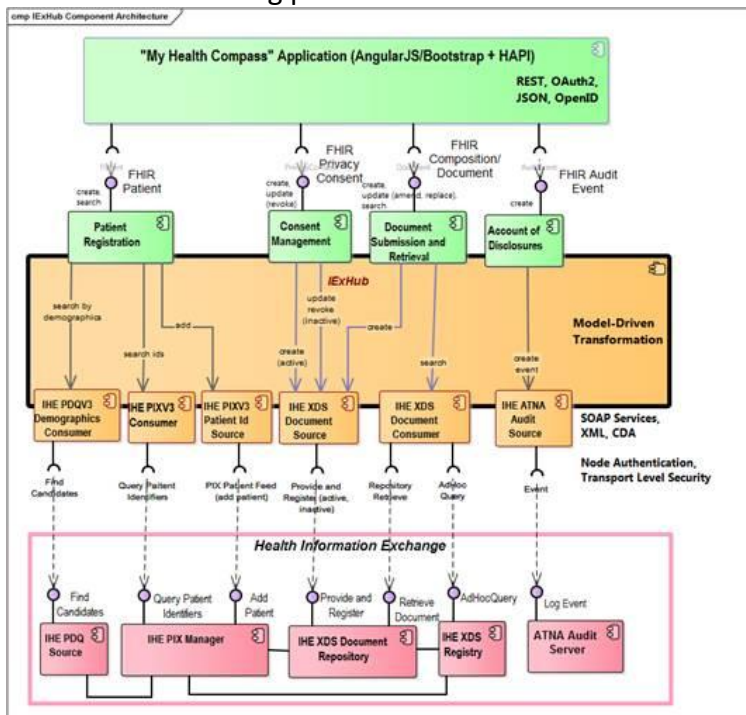 cmp IExHub Component Architecture
"My Health Compass" Application (AngularJS/Bootstrap + HAPI)
REST, OAuth2,
JSON, OpenID
FHIR
Patient
FHIR
Privacy
Consent
FHIR
Composition/
Document
FHIR Audit
Event
create,
search
create,
update
(revoke)
create,
update (amend, replace),
search
create
Patient
Registration
Consent
Management
Document
Submission and
Retrieval
Account of
Disclosures
IExHub
search by
demographics
search ids
add
create
(active)
update
revoke
(inactive)
create
search
create
event
Model-Driven
Transformation
IHE PDQV3
Demographics
Consumer
IHE PIXV3
Consumer
IHE PIXV3
Patient Id
Source
IHE XDS
Document
Source
IHE XDS
Document
Consumer
IHE ATNA
Audit
Source
SOAP Services,
XML, CDA
Node Authentication,
Transport Level Security
Find
Candidates
Query Paitent
Identifiers
PIX Patient Feed
(add patient)
Provide and
Register (active,
inactive)
Repository
Retrieve
AdHoc
Query
Event
Health Information Exchange
Find
Candidates
Query Patient
Identifiers
Add
Patient
Provide and
Register
Retrieve
Document
AdHocQuery
Log Event
IHE PDQ
Source
IHE PIX Manager
IHE XDS Document
Repository
IHE XDS
Registry
ATNA Audit
Server